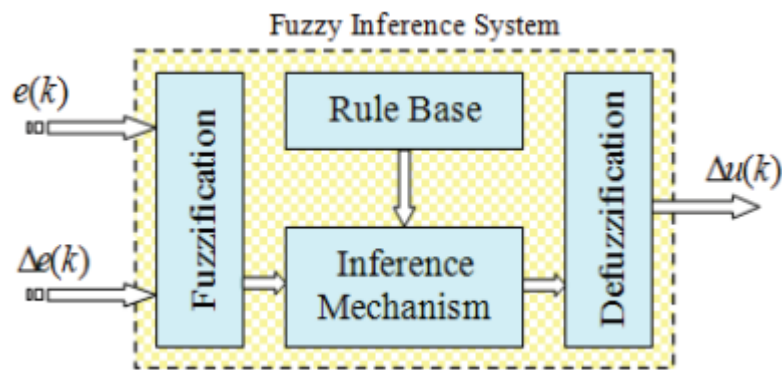 Fuzzy Inference System
e(k)
Δe(k)
Fuzzification
Rule Base
Inference
Mechanism
Defuzzification
Δu(k)